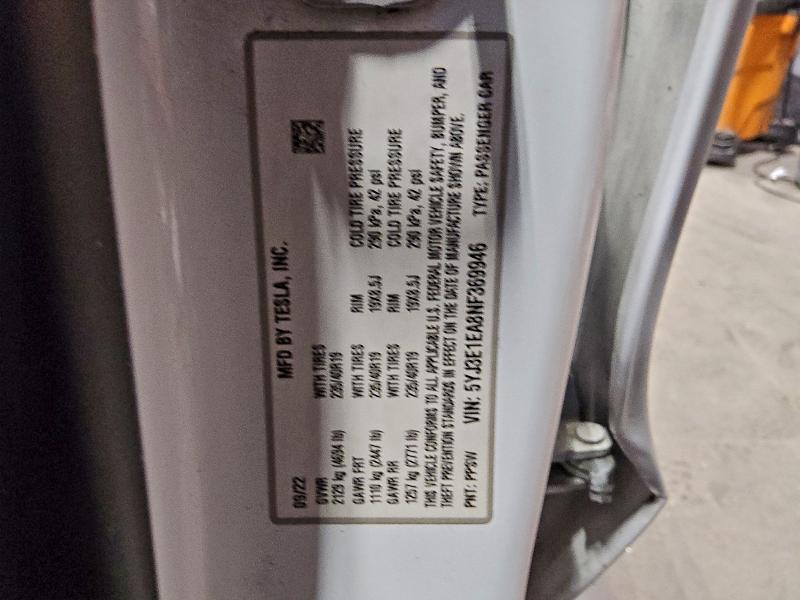 MFD BY TESLA, INC.
09/22
GVWR WITH TIRES
2129 kg (4694 lb) 235/40R19
GAWR FRT WITH TIRES RIM COLD TIRE PRESSURE
1110 kg (2447 lb) 235/40R19 19X8.5J 290 kPa, 42 psi
GAWR RR WITH TIRES RIM COLD TIRE PRESSURE
1257 kg (2771 lb) 235/40R19 19X8.5J 290 kPa, 42 psi
THIS VEHICLE CONFORMS TO ALL APPLICABLE U.S. FEDERAL MOTOR VEHICLE SAFETY, BUMPER, AND
THEFT PREVENTION STANDARDS IN EFFECT ON THE DATE OF MANUFACTURE SHOWN ABOVE.
PNT: PPSW VIN: 5YJ3E1EA8NF369946 TYPE: PASSENGER CAR